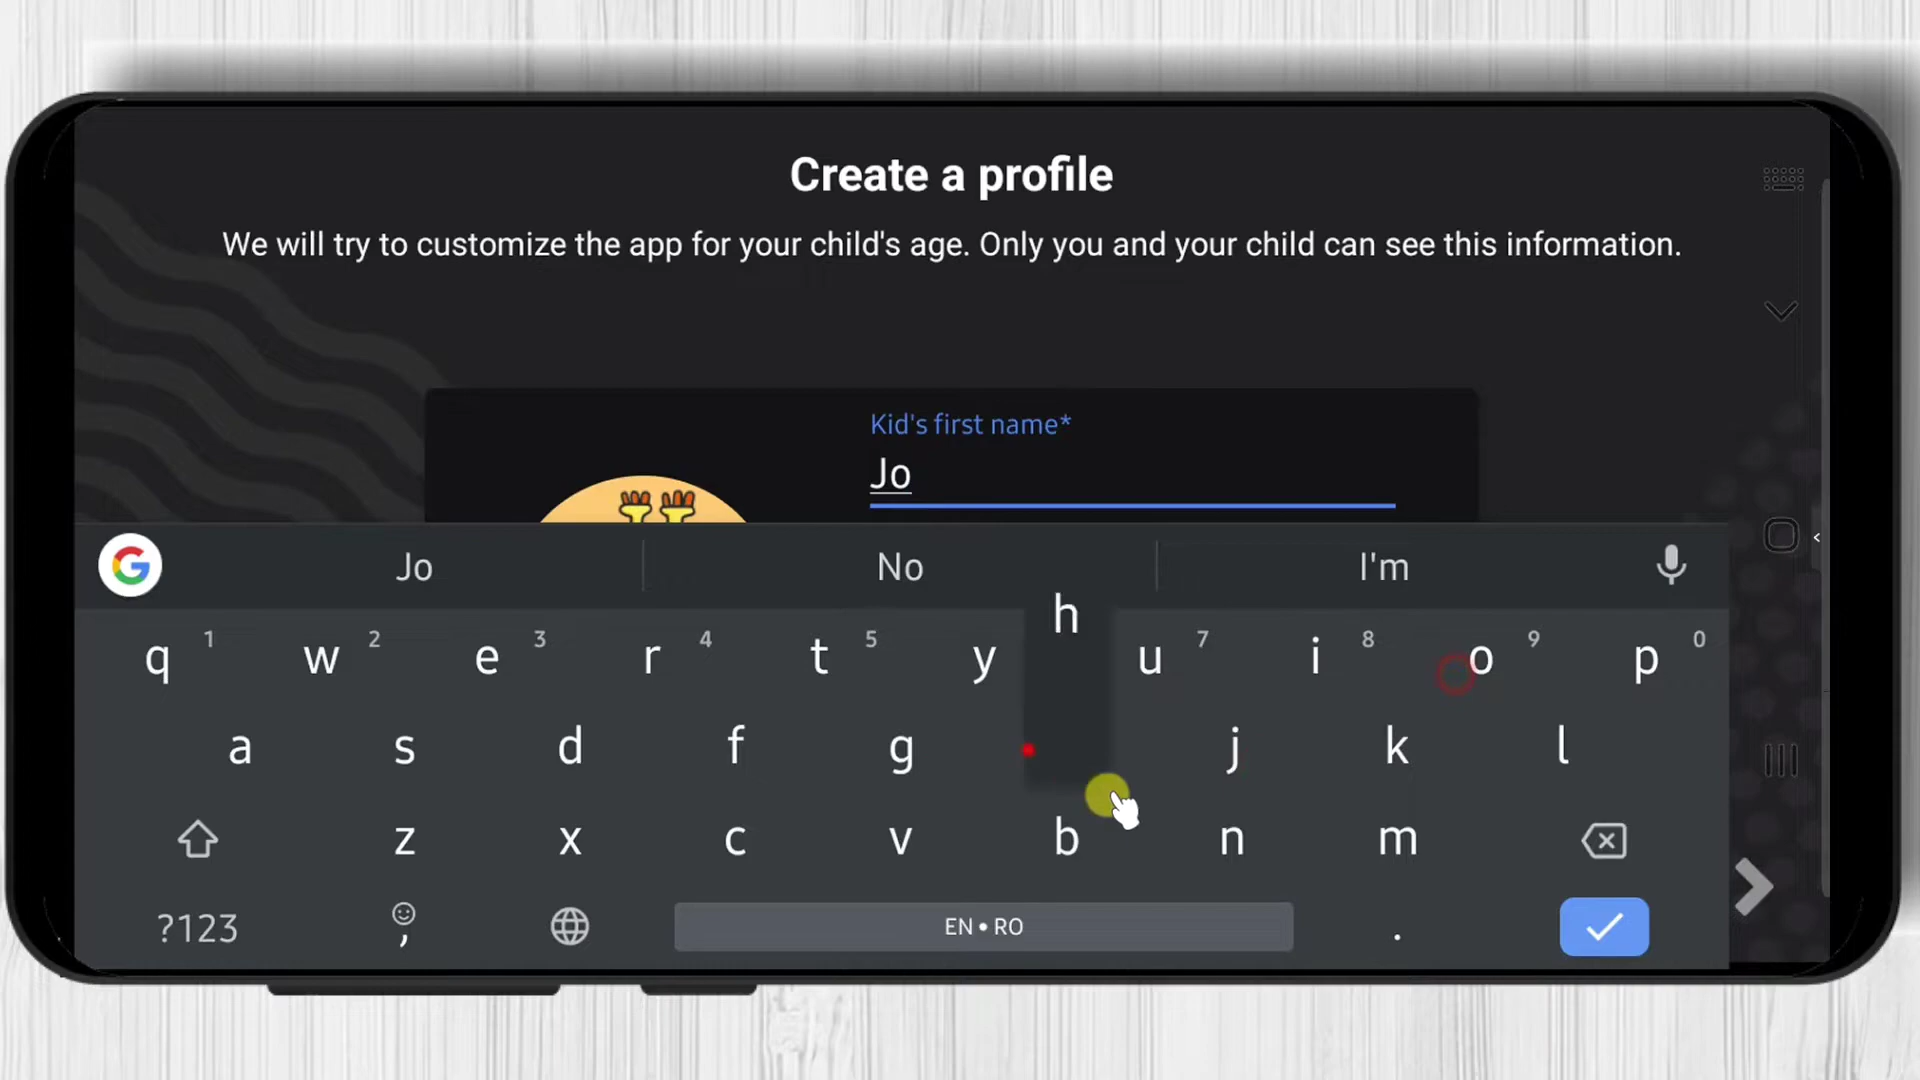 Create a profile
We will try to customize the app for your child's age. Only you and your child can see this information.
Kid's first name*
Jo
Jo No I'm
q 1 w 2 e 3 r 4 t 5 y h u 7 i 8 o 9 p 0
a s d f g j k l
z x c v b n m
?123 , EN • RO .